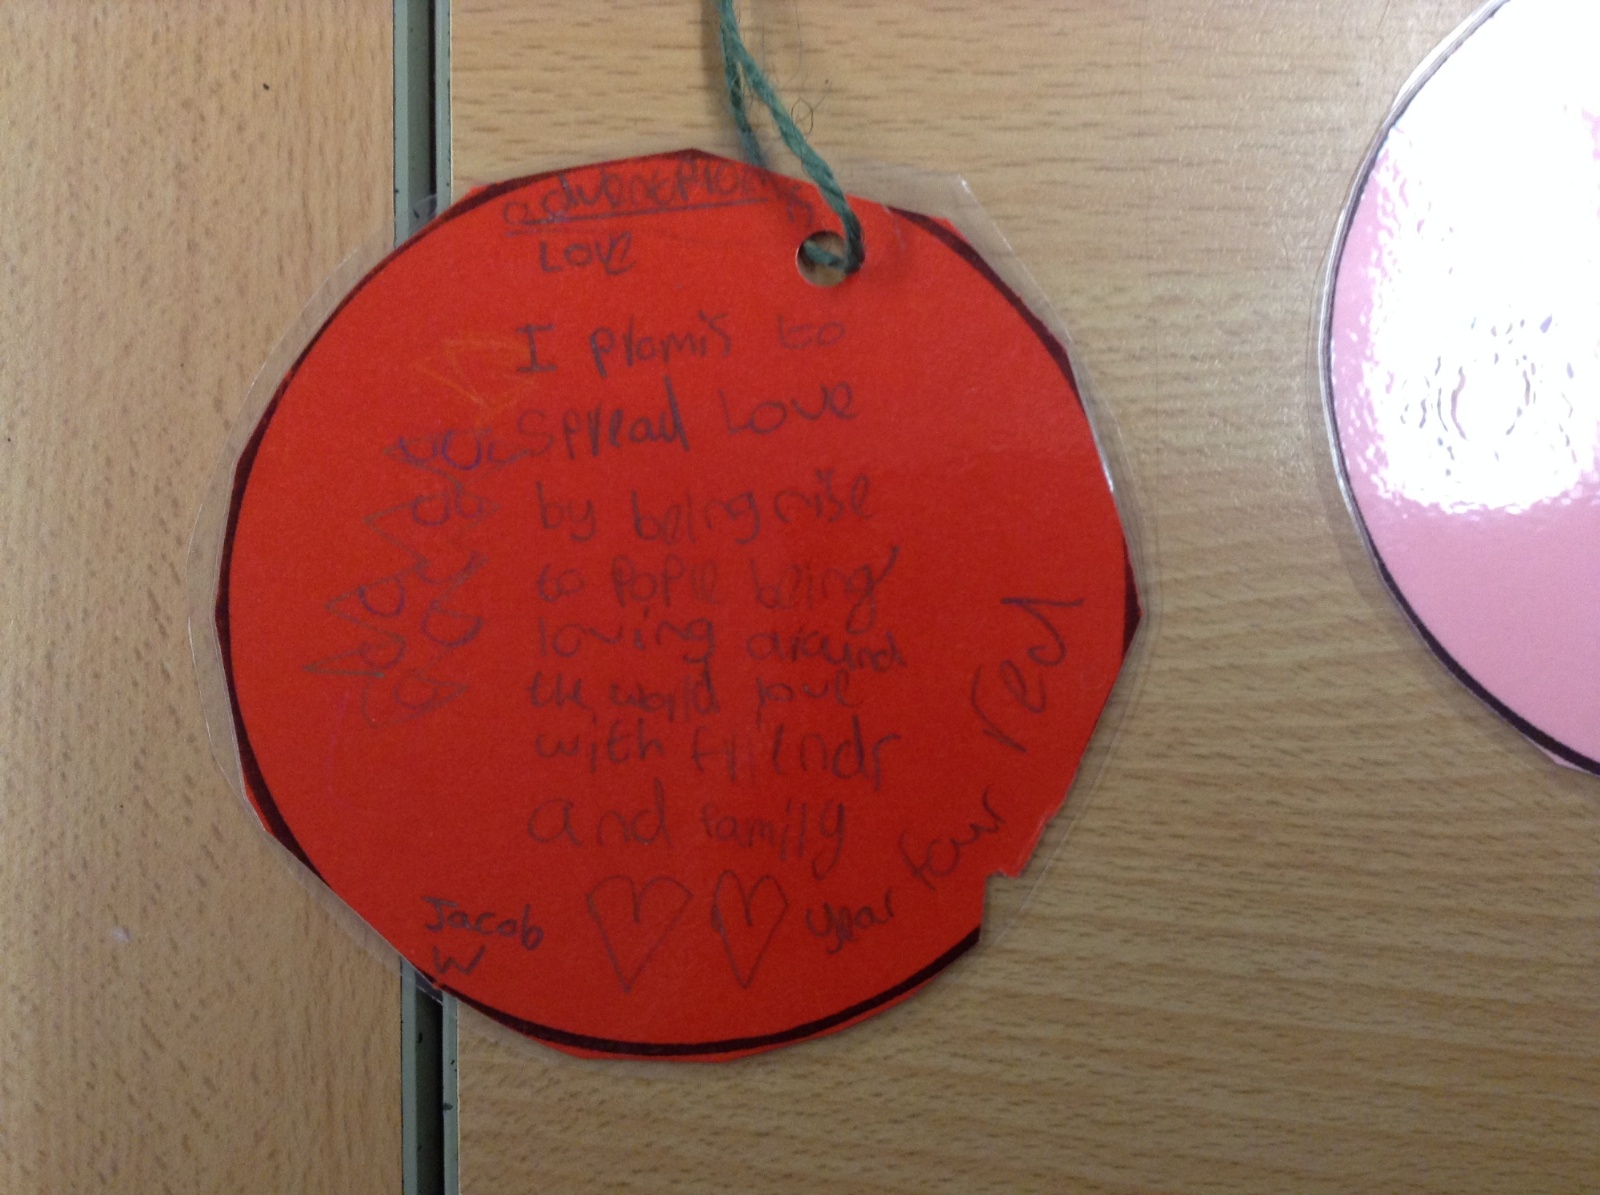 advent Promis
Love
I promis to
spread Love
by being nise
to pople being
loving around
the world love
with friends
and family
Jacob
W
year four red